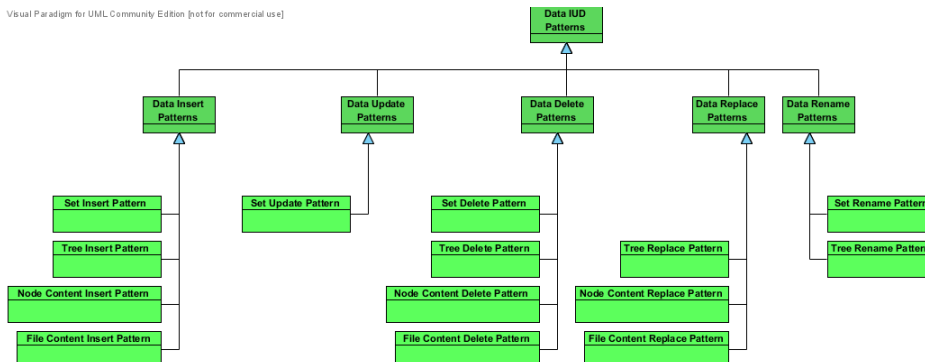 Visual Paradigm for UML Community Edition [not for commercial use]
Data IUD
Patterns
Data Insert
Patterns
Data Update
Patterns
Data Delete
Patterns
Data Replace
Patterns
Data Rename
Patterns
Set Insert Pattern
Set Update Pattern
Set Delete Pattern
Set Rename Pattern
Tree Insert Pattern
Tree Delete Pattern
Tree Replace Pattern
Tree Rename Pattern
Node Content Insert Pattern
Node Content Delete Pattern
Node Content Replace Pattern
File Content Insert Pattern
File Content Delete Pattern
File Content Replace Pattern